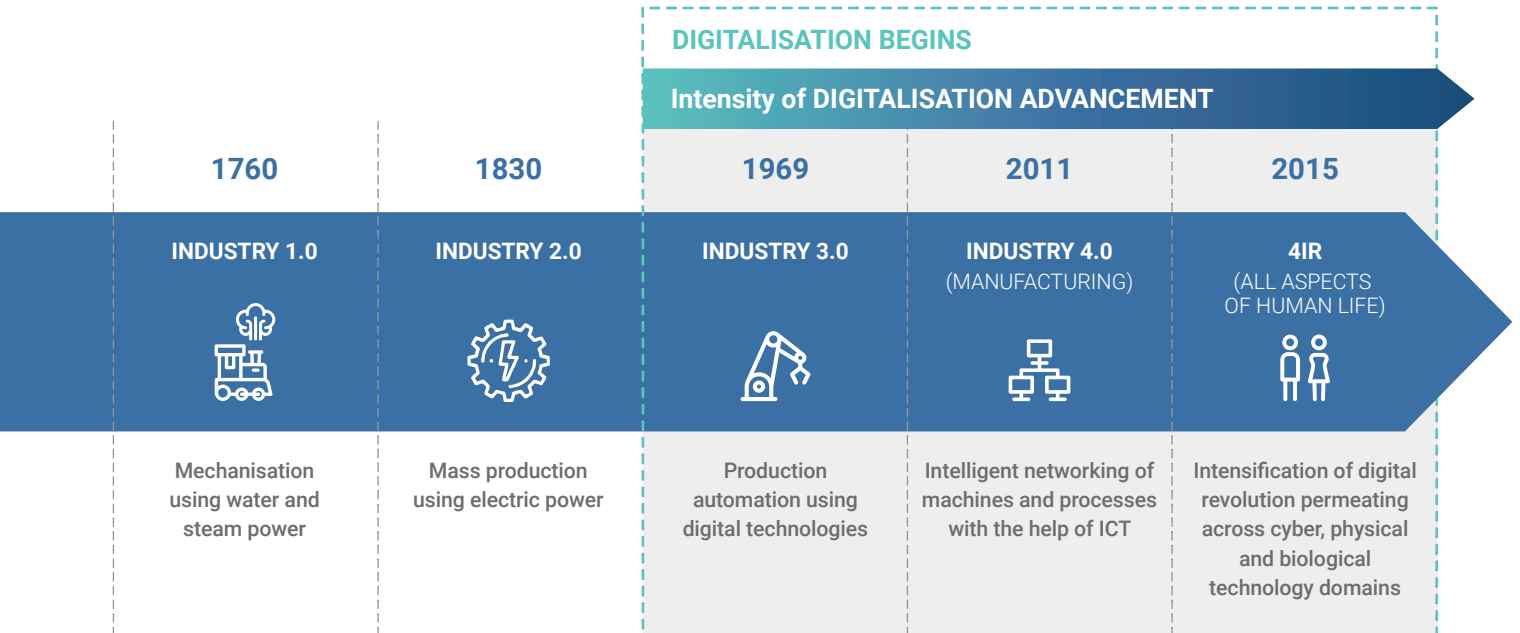 DIGITALISATION BEGINS
Intensity of DIGITALISATION ADVANCEMENT
1760
1830
1969
2011
2015
INDUSTRY 1.0
INDUSTRY 2.0
INDUSTRY 3.0
INDUSTRY 4.0
(MANUFACTURING)
4IR
(ALL ASPECTS
OF HUMAN LIFE)
Mechanisation
using water and
steam power
Mass production
using electric power
Production
automation using
digital technologies
Intelligent networking of
machines and processes
with the help of ICT
Intensification of digital
revolution permeating
across cyber, physical
and biological
technology domains